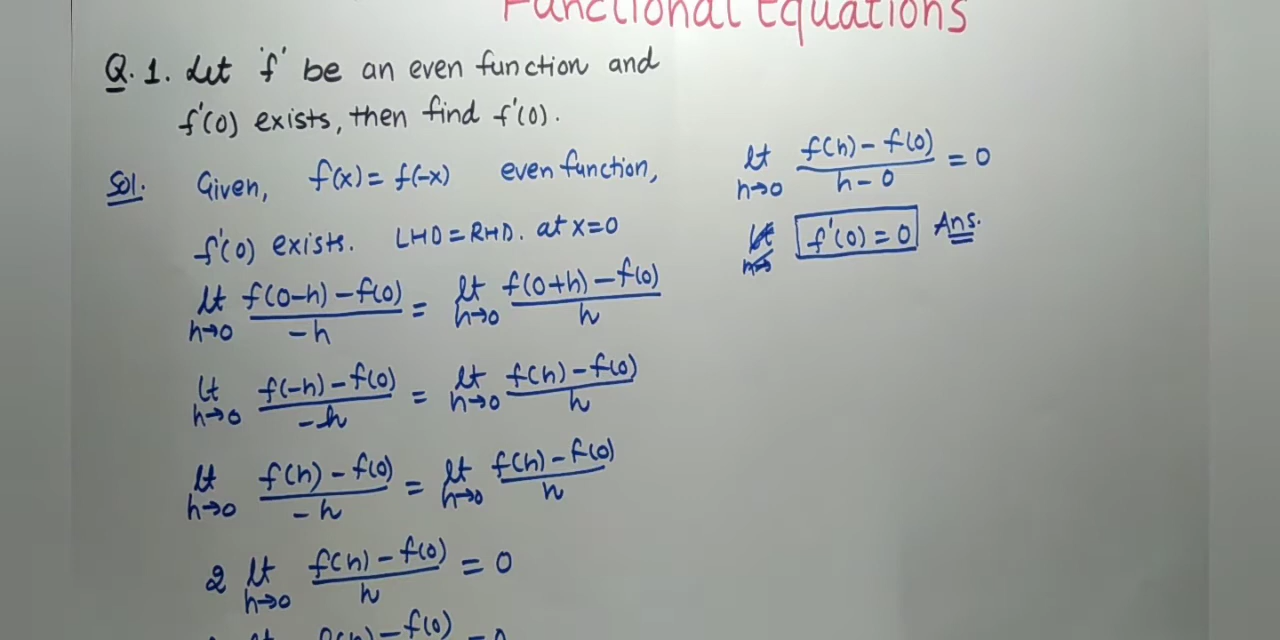 Functional Equations
Q.1. Let 'f' be an even function and
f'(0) exists, then find f'(0).
Sol. Given, f(x) = f(-x) even function,
f'(0) exists. LHD = RHD. at x=0
lt h→0 f(0-h) - f(0) / -h = lt h→0 f(0+h) - f(0) / h
lt h→0 f(-h) - f(0) / -h = lt h→0 f(h) - f(0) / h
lt h→0 f(h) - f(0) / -h = lt h→0 f(h) - f(0) / h
2 lt h→0 f(h) - f(0) / h = 0
lt h→0 f(h) - f(0) / h - 0 = 0
f'(0) = 0 Ans.